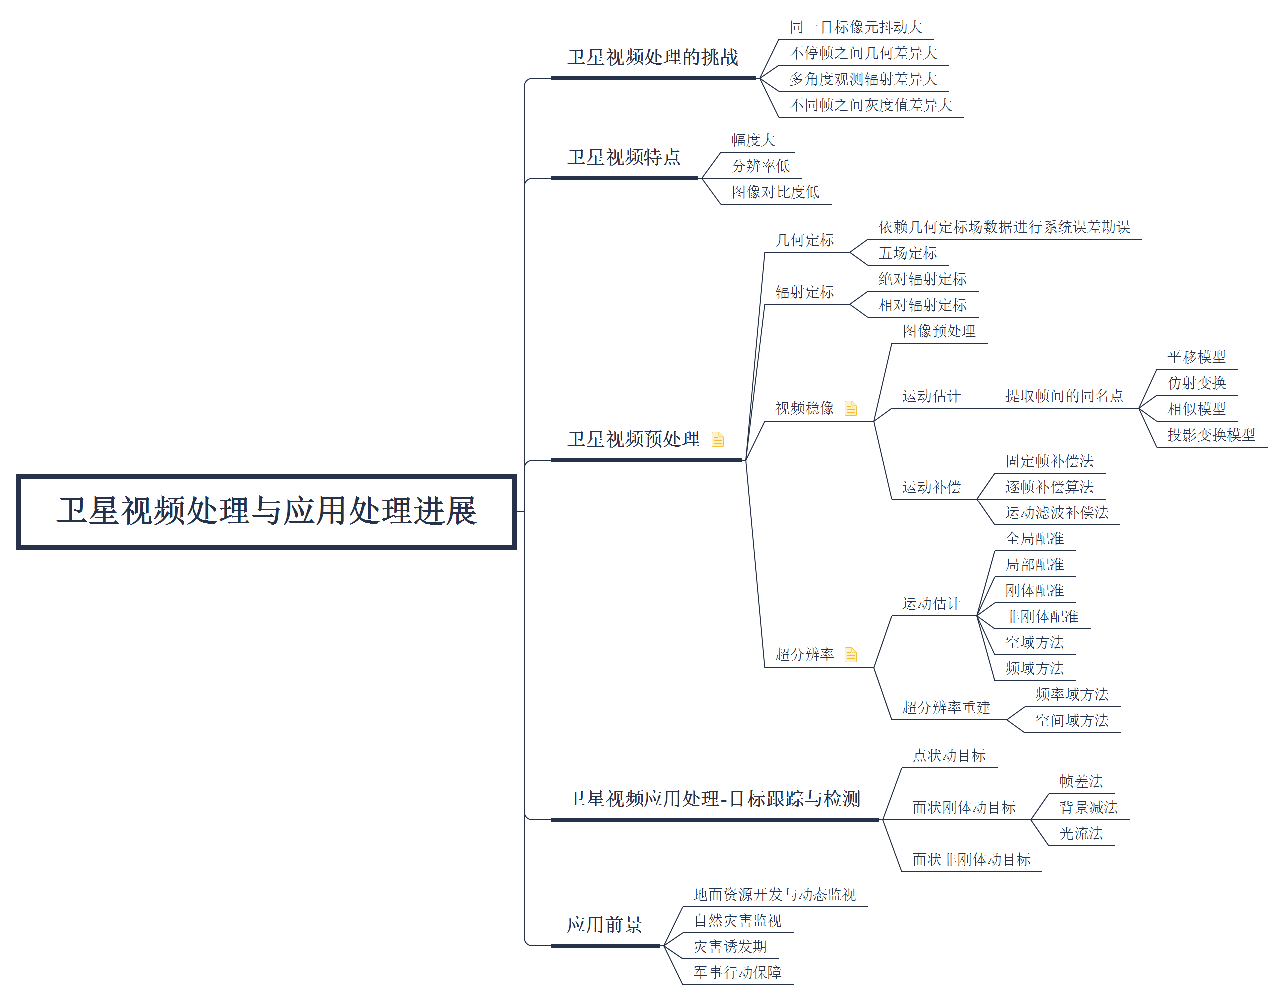 卫星视频处理与应用处理进展
卫星视频处理的挑战
同一目标像元抖动大
不停帧之间几何差异大
多角度观测辐射差异大
不同帧之间灰度值差异大
卫星视频特点
幅度大
分辨率低
图像对比度低
卫星视频预处理
几何定标
依赖几何定标场数据进行系统误差勘误
五场定标
辐射定标
绝对辐射定标
相对辐射定标
视频稳像
图像预处理
运动估计
提取帧间的同名点
平移模型
仿射变换
相似模型
投影变换模型
运动补偿
固定帧补偿法
逐帧补偿算法
运动滤波补偿法
超分辨率
运动估计
全局配准
局部配准
刚体配准
非刚体配准
空域方法
频域方法
超分辨率重建
频率域方法
空间域方法
卫星视频应用处理-目标跟踪与检测
点状动目标
面状刚体动目标
帧差法
背景减法
光流法
面状非刚体动目标
应用前景
地面资源开发与动态监视
自然灾害监视
灾害诱发期
军事行动保障